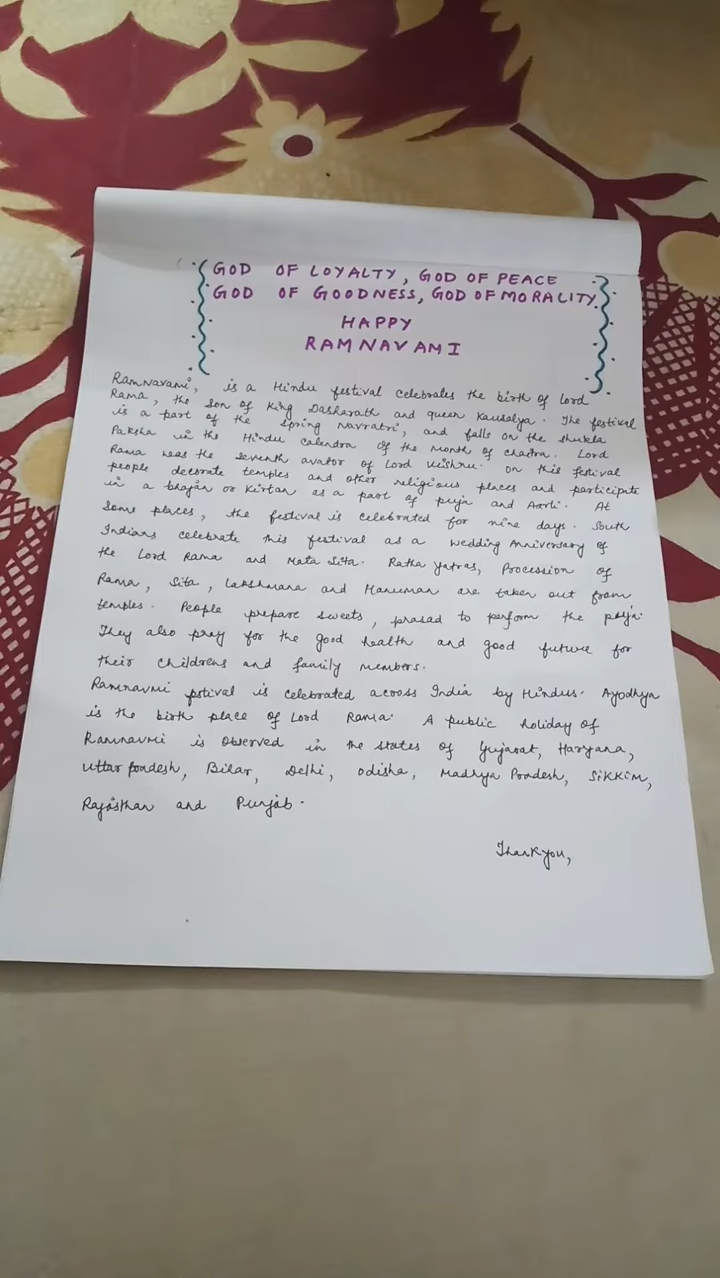 GOD OF LOYALTY, GOD OF PEACE
GOD OF GOODNESS, GOD OF MORALITY
HAPPY
RAMNAVAMI
RamNavami, is a Hindu festival celebrates the birth of lord
Rama, the son of King Dasharath and queen Kausalya. The festival
is a part of the spring navratri, and falls on the shukla
Paksha in the Hindu calendra of the month of chaitra. Lord
Rama was the seventh avator of Lord Vishnu. on this festival
people decorate temples and other religious places and participate
in a bhajan or Kirtan as a part of puja and Aarti. At
Some places, the festival is celebrated for nine days. South
Indians celebrate this festival as a wedding Anniversary of
the Lord Rama and Mata Sita. Ratha Yatras, Procession of
Rama, Sita, Lakshmana and Hanuman are taken out from
temples. People prepare sweets, prasad to perform the puja.
They also pray for the good health and good future for
their childrens and family members.
Ramnavmi fstival is celebrated across India by Hindus. Ayodhya
is the birth place of Lord Rama. A public holiday of
Ramnavmi is observed in the states of Gujarat, Haryana,
Uttar Pradesh, Bihar, Delhi, Odisha, Madhya Pradesh, SIKKIM,
Rajasthan and Punjab.
Thankyou,